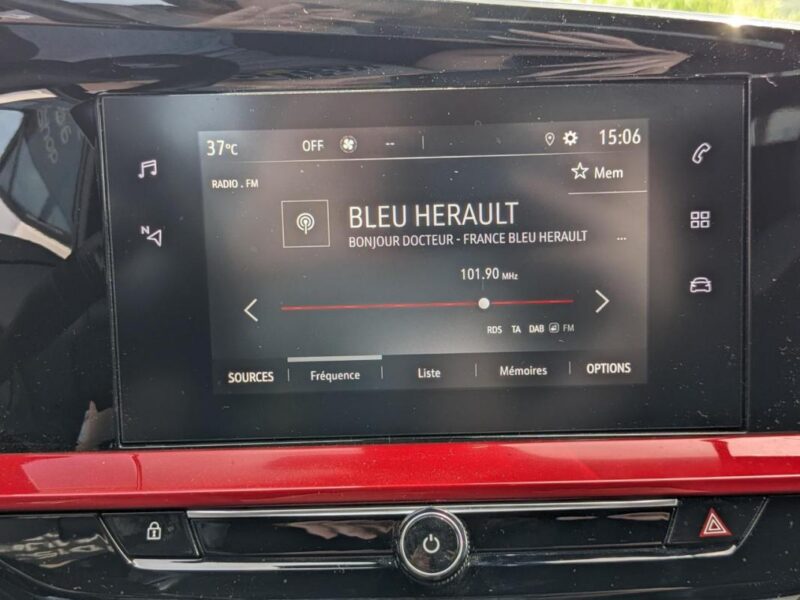 37°C OFF -- 15:06
RADIO . FM
Mem
BLEU HERAULT
BONJOUR DOCTEUR - FRANCE BLEU HERAULT ...
101.90 MHz
RDS TA DAB FM
SOURCES Fréquence Liste Mémoires OPTIONS
N